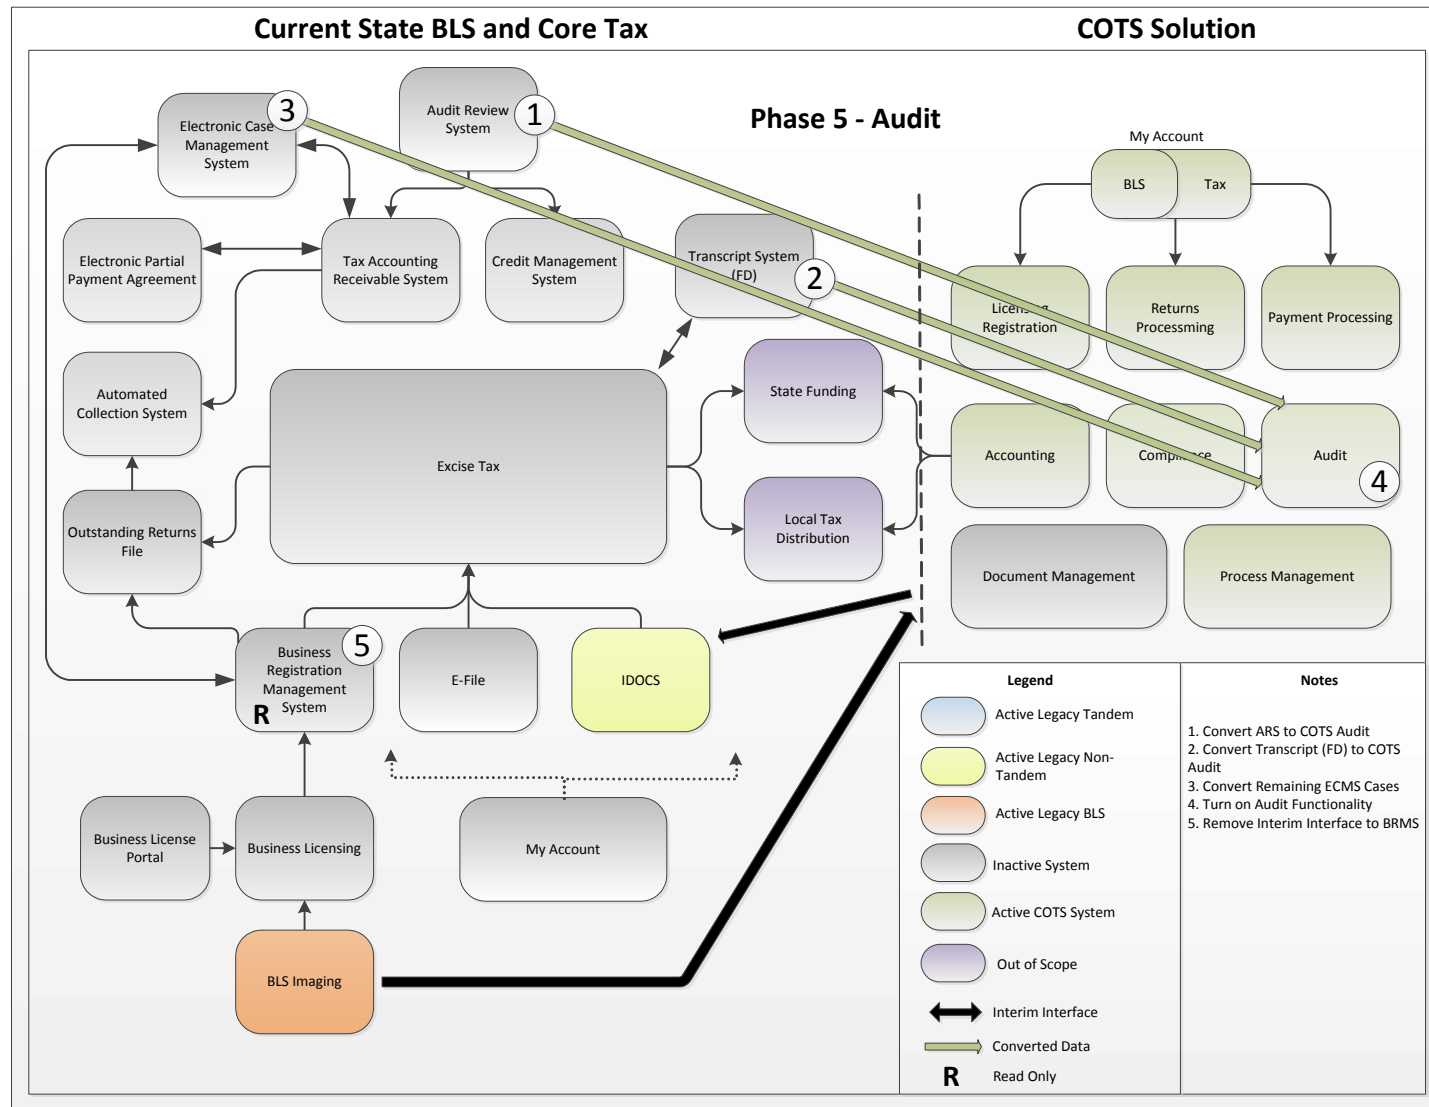 Current State BLS and Core Tax
COTS Solution
Phase 5 - Audit
Electronic Case
Management
System
3
Audit Review
System
1
My Account
BLS
Tax
Electronic Partial
Payment Agreement
Tax Accounting
Receivable System
Credit Management
System
Transcript System
(FD)
2
Licensing
Registration
Returns
Processming
Payment Processing
Automated
Collection System
Excise Tax
State Funding
Accounting
Compliance
Audit
4
Outstanding Returns
File
Local Tax
Distribution
Document Management
Process Management
Business
Registration
Management
System
5
R
E-File
IDOCS
Business License
Portal
Business Licensing
My Account
BLS Imaging
Legend
Active Legacy Tandem
Active Legacy Non-
Tandem
Active Legacy BLS
Inactive System
Active COTS System
Out of Scope
Interim Interface
Converted Data
R
Read Only
Notes
1. Convert ARS to COTS Audit
2. Convert Transcript (FD) to COTS
Audit
3. Convert Remaining ECMS Cases
4. Turn on Audit Functionality
5. Remove Interim Interface to BRMS